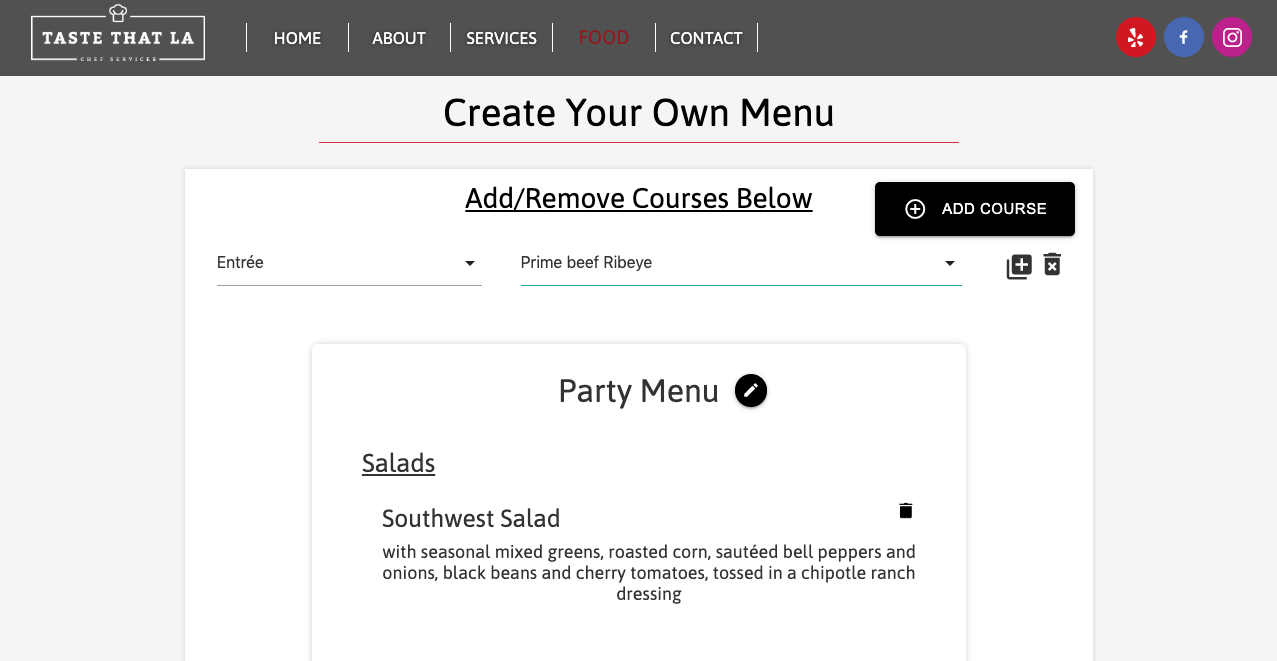 TASTE THAT LA
CHEF SERVICES
HOME
ABOUT
SERVICES
FOOD
CONTACT
f
Create Your Own Menu
Add/Remove Courses Below
ADD COURSE
Entrée
Prime beef Ribeye
Party Menu
Salads
Southwest Salad
with seasonal mixed greens, roasted corn, sautéed bell peppers and
onions, black beans and cherry tomatoes, tossed in a chipotle ranch
dressing